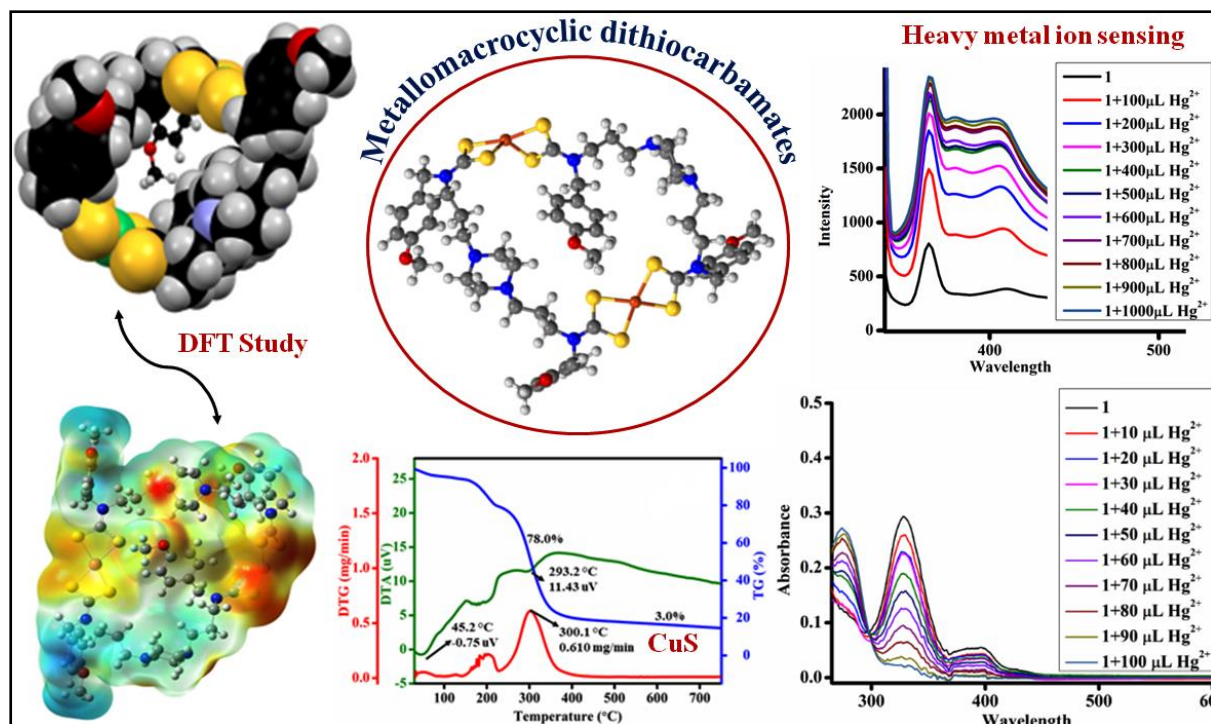 Metallomacrocyclic dithiocarbamates
DFT Study
Heavy metal ion sensing
2000
1500
1000
500
0
Intensity
400
500
Wavelength
1
1+100μL Hg²⁺
1+200μL Hg²⁺
1+300μL Hg²⁺
1+400μL Hg²⁺
1+500μL Hg²⁺
1+600μL Hg²⁺
1+700μL Hg²⁺
1+800μL Hg²⁺
1+900μL Hg²⁺
1+1000μL Hg²⁺
DTG (mg/min)
2.0
1.5
1.0
0.5
0.0
DTA (uV)
25
20
15
10
5
0
-5
100
80
60
40
20
0
TG (%)
78.0%
293.2 °C
11.43 uV
3.0%
45.2 °C
-0.75 uV
300.1 °C
0.610 mg/min
CuS
100
200
300
400
500
600
700
Temperature (°C)
0.5
0.4
0.3
0.2
0.1
0.0
Absorbance
300
400
500
60
Wavelength
1
1+10 μL Hg²⁺
1+20 μL Hg²⁺
1+30 μL Hg²⁺
1+40 μL Hg²⁺
1+50 μL Hg²⁺
1+60 μL Hg²⁺
1+70 μL Hg²⁺
1+80 μL Hg²⁺
1+90 μL Hg²⁺
1+100 μL Hg²⁺